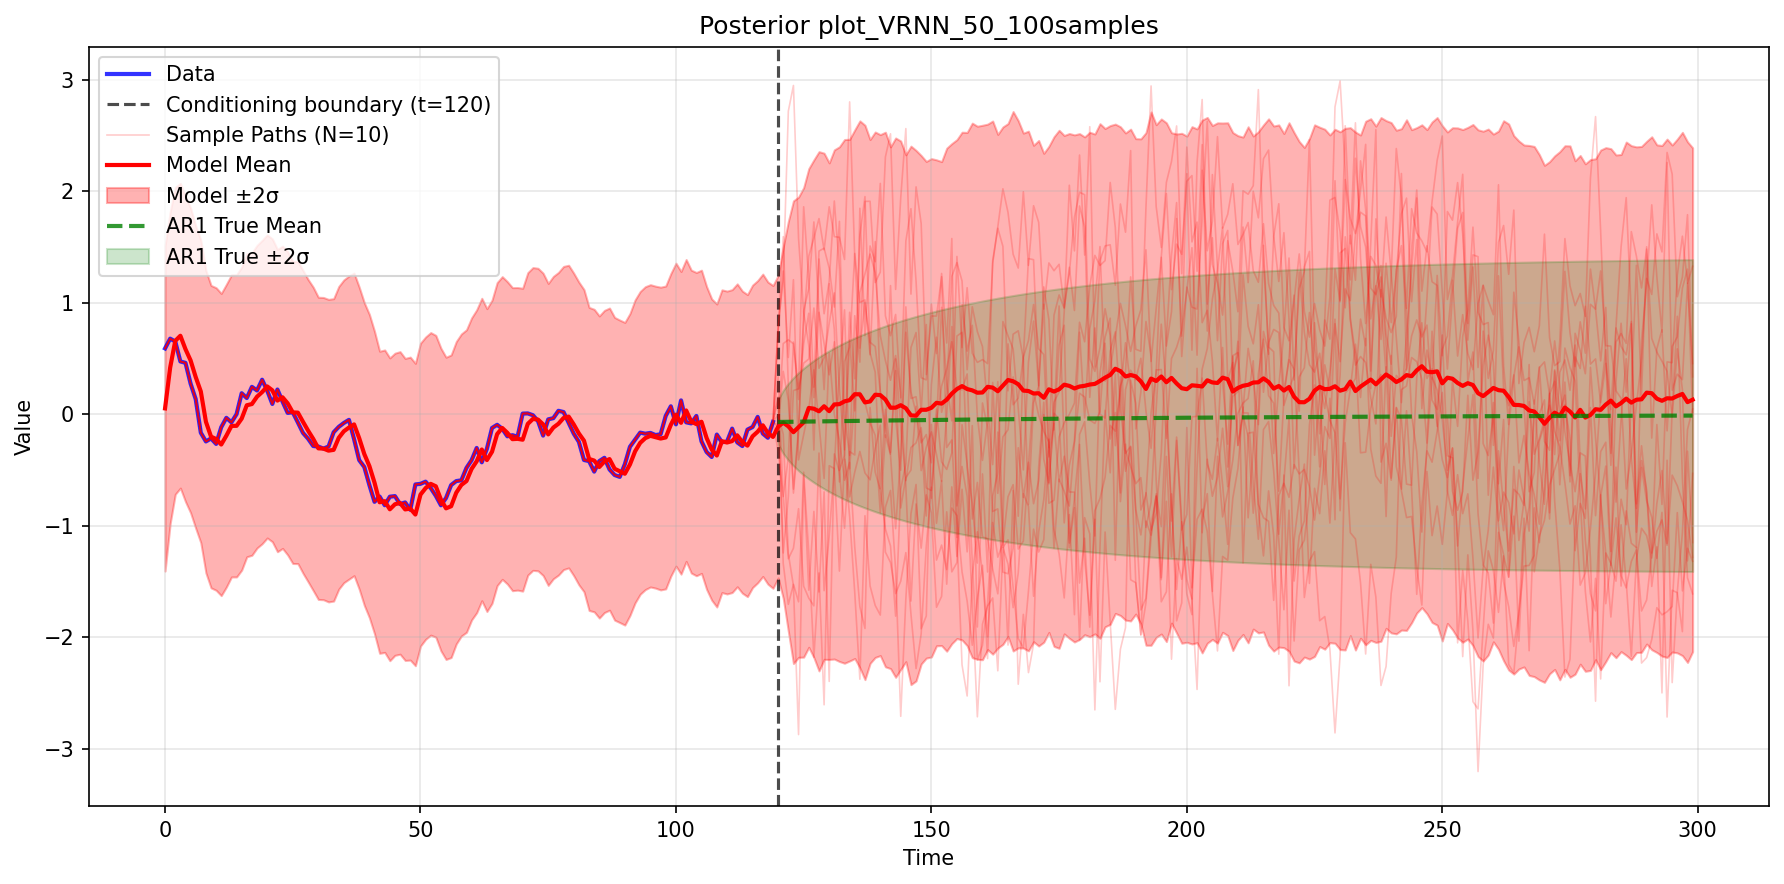 Posterior plot_VRNN_50_100samples
Data
Conditioning boundary (t=120)
Sample Paths (N=10)
Model Mean
Model ±2σ
AR1 True Mean
AR1 True ±2σ
3
2
1
0
−1
−2
−3
Value
0 50 100 150 200 250 300
Time